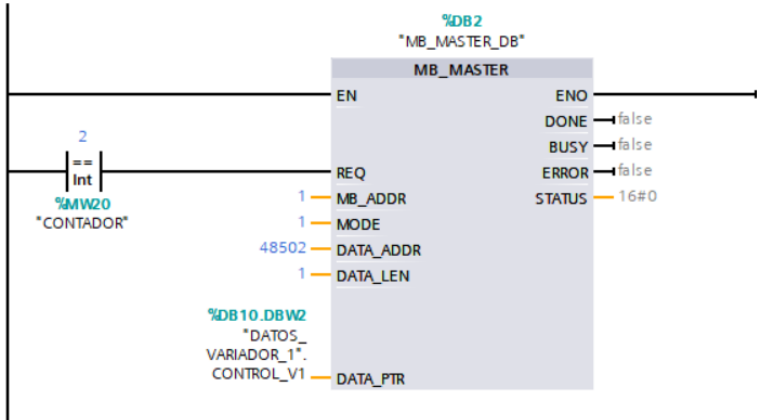 %DB2
"MB_MASTER_DB"
MB_MASTER
EN
ENO
DONE
false
BUSY
false
2
==
Int
%MW20
"CONTADOR"
REQ
ERROR
false
1
MB_ADDR
STATUS
16#0
1
MODE
48502
DATA_ADDR
1
DATA_LEN
%DB10.DBW2
"DATOS_
VARIADOR_1".
CONTROL_V1
DATA_PTR